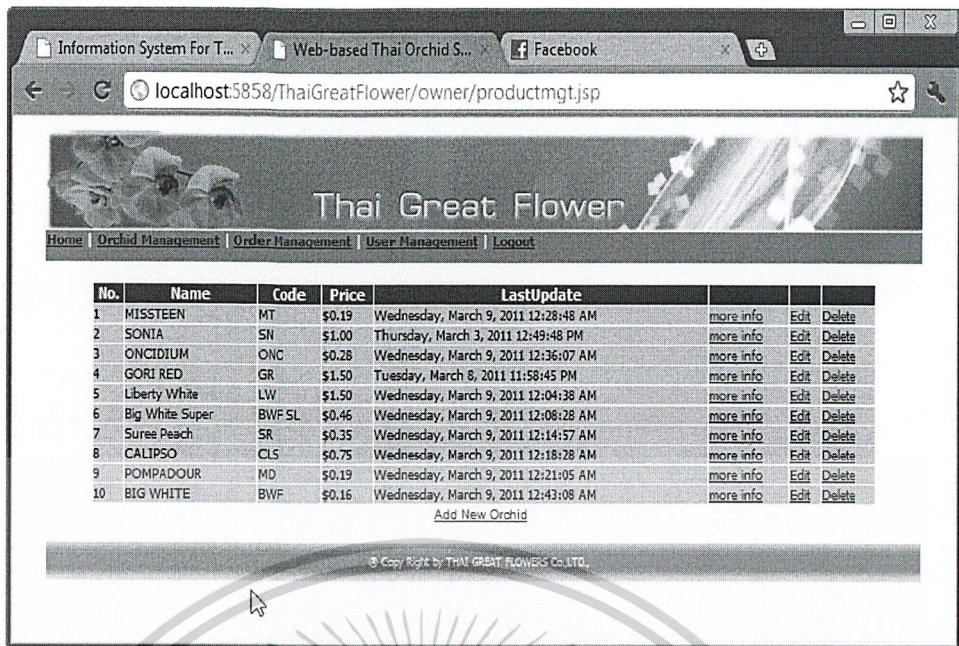 Information System For T...
Web-based Thai Orchid S...
Facebook
localhost:5858/ThaiGreatFlower/owner/productmgt.jsp
Thai Great Flower
Home | Orchid Management | Order Management | User Management | Logout
No. Name Code Price LastUpdate
1 MISSTEEN MT $0.19 Wednesday, March 9, 2011 12:28:48 AM more info Edit Delete
2 SONIA SN $1.00 Thursday, March 3, 2011 12:49:48 PM more info Edit Delete
3 ONCIDIUM ONC $0.28 Wednesday, March 9, 2011 12:36:07 AM more info Edit Delete
4 GORI RED GR $1.50 Tuesday, March 8, 2011 11:58:45 PM more info Edit Delete
5 Liberty White LW $1.50 Wednesday, March 9, 2011 12:04:38 AM more info Edit Delete
6 Big White Super BWF SL $0.46 Wednesday, March 9, 2011 12:08:28 AM more info Edit Delete
7 Suree Peach SR $0.35 Wednesday, March 9, 2011 12:14:57 AM more info Edit Delete
8 CALIPSO CLS $0.75 Wednesday, March 9, 2011 12:18:28 AM more info Edit Delete
9 POMPADOUR MD $0.19 Wednesday, March 9, 2011 12:21:05 AM more info Edit Delete
10 BIG WHITE BWF $0.16 Wednesday, March 9, 2011 12:43:08 AM more info Edit Delete
Add New Orchid
@ Copy Right by THAI GREAT FLOWERS Co.,LTD.,